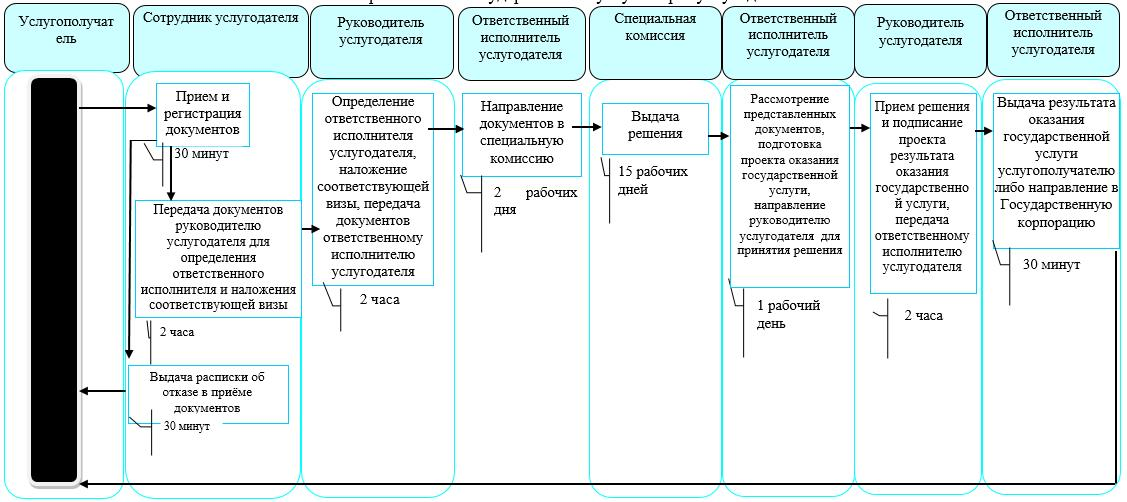 Услугополучат
ель
Сотрудник услугодателя
Руководитель
услугодателя
Ответственный
исполнитель
услугодателя
Специальная
комиссия
Ответственный
исполнитель
услугодателя
Руководитель
услугодателя
Ответственный
исполнитель
услугодателя
Прием и
регистрация
документов
30 минут
Передача документов
руководителю
услугодателя для
определения
ответственного
исполнителя и наложения
соответствующей визы
2 часа
Выдача расписки об
отказе в приёме
документов
30 минут
Определение
ответственного
исполнителя
услугодателя,
наложение
соответствующей
визы, передача
документов
ответственному
исполнителю
услугодателя
2 часа
Направление
документов в
специальную
комиссию
2 рабочих
дня
Выдача
решения
15 рабочих
дней
Рассмотрение
представленных
документов,
подготовка
проекта оказания
государственной
услуги,
направление
руководителю
услугодателя для
принятия решения
1 рабочий
день
Прием решения
и подписание
проекта
результата
оказания
государственно
й услуги,
передача
ответственному
исполнителю
услугодателя
2 часа
Выдача результата
оказания
государственной
услуги
услугополучателю
либо направление в
Государственную
корпорацию
30 минут